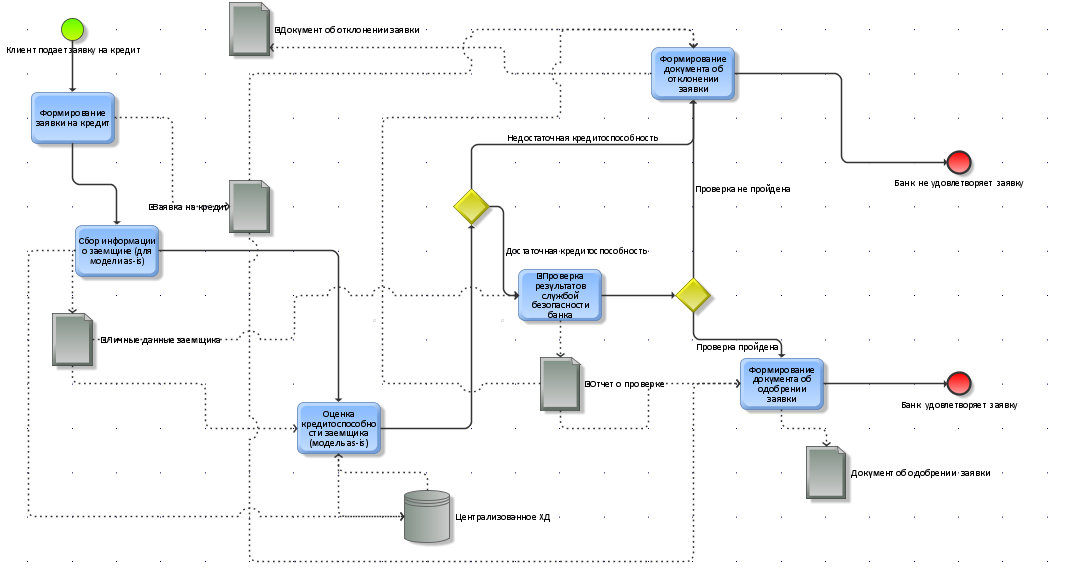 Документ об отклонении заявки
Клиент подает заявку на кредит
Формирование
документа об
отклонении
заявки
Формирование
заявки на кредит
Недостаточная кредитоспособность
Банк не удовлетворяет заявку
Проверка не пройдена
Заявка на кредит
Сбор информации
о заемщине (для
модели as-is)
Достаточная кредитоспособность
Проверка
результатов
службой
безопасности
банка
Личные данные заемщика
Проверка пройдена
Формирование
документа об
одобрении
заявки
Отчет о проверке
Банк удовлетворяет заявку
Оценка
кредитоспособно
сти заемщика
(модель as-is)
Документ об одобрении заявки
Централизованное ХД